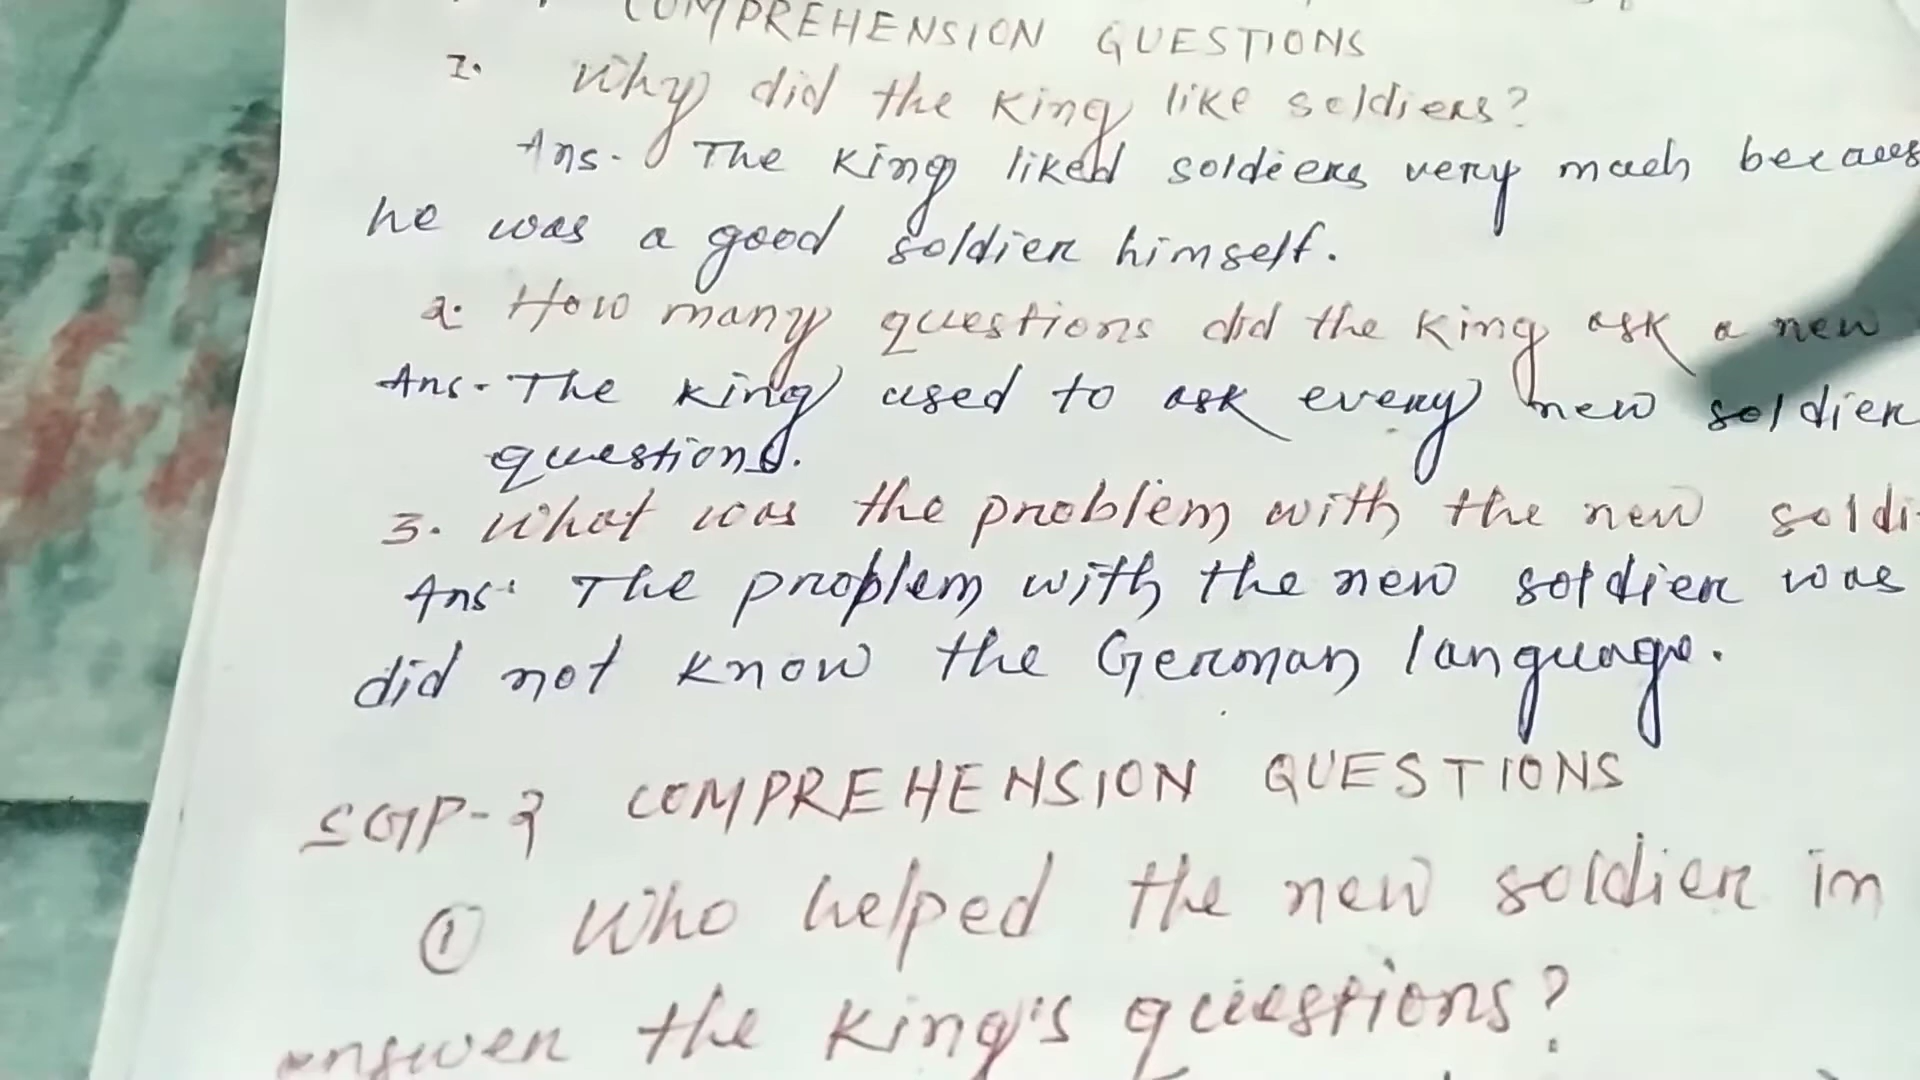 COMPREHENSION QUESTIONS
I. Why did the King like soldiers?
Ans- The King liked soldiers very much becaus
he was a good soldier himself.
2. How many questions did the King ask a new
Ans- The King used to ask every new soldier
questions.
3. What was the problem with the new soldi
Ans: The problem with the new soldier was
did not know the German language.
SGP-2 COMPREHENSION QUESTIONS
① Who helped the new soldier in
answer the King's questions?